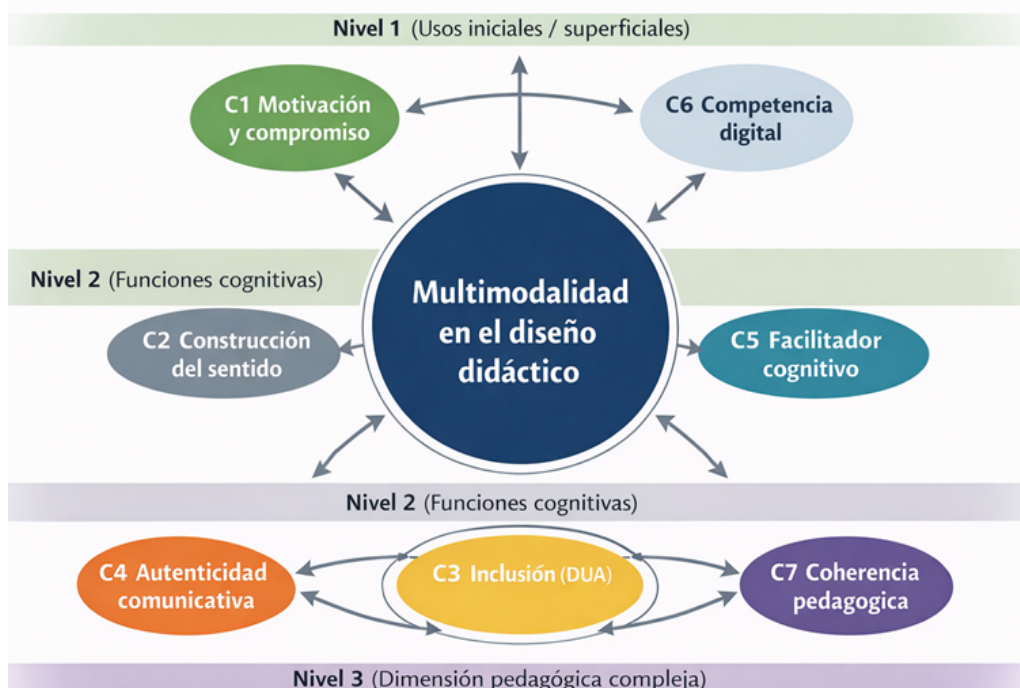 Nivel 1 (Usos iniciales / superficiales)
C1 Motivación
y compromiso
C6 Competencia
digital
Nivel 2 (Funciones cognitivas)
Multimodalidad
en el diseño
didáctico
C2 Construcción
del sentido
C5 Facilitador
cognitivo
Nivel 2 (Funciones cognitivas)
C4 Autenticidad
comunicativa
C3 Inclusión (DUA)
C7 Coherencia
pedagogica
Nivel 3 (Dimensión pedagógica compleja)